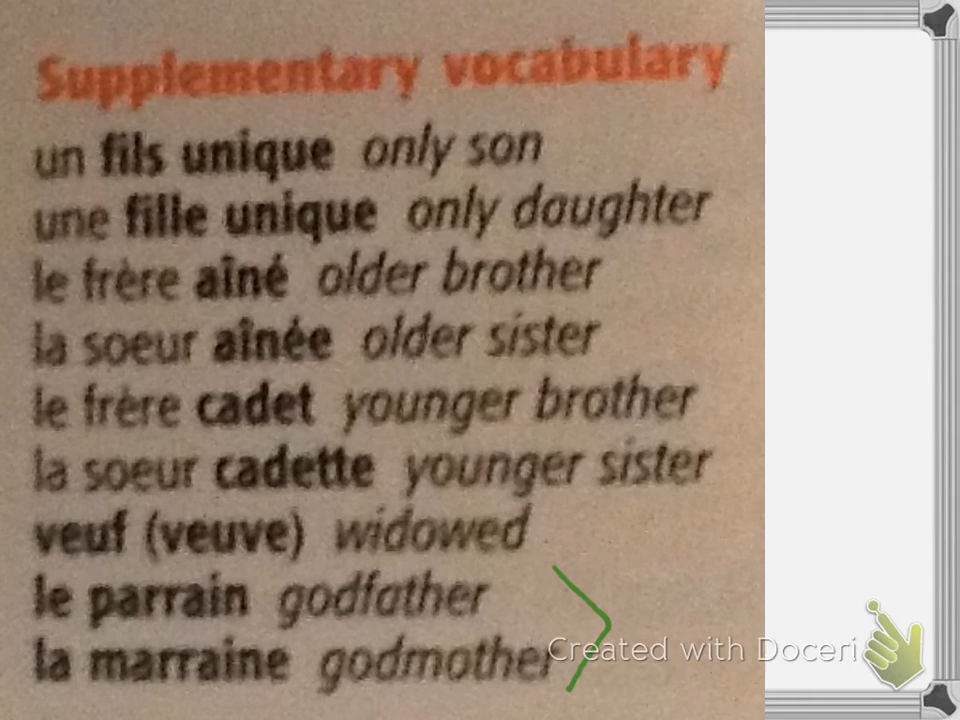 Supplementary vocabulary
un fils unique only son
une fille unique only daughter
le frère aîné older brother
la soeur aînée older sister
le frère cadet younger brother
la soeur cadette younger sister
veuf (veuve) widowed
le parrain godfather
la marraine godmother
Created with Doceri